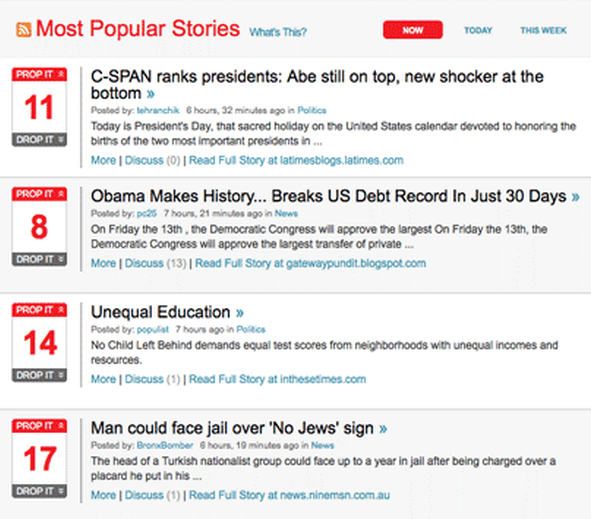 Most Popular Stories What's This? NOW TODAY THIS WEEK
PROP IT
11
DROP IT
C-SPAN ranks presidents: Abe still on top, new shocker at the
bottom »
Posted by: tehranchik 6 hours, 32 minutes ago in Politics
Today is President's Day, that sacred holiday on the United States calendar devoted to honoring the
births of the two most important presidents in ...
More | Discuss (0) | Read Full Story at latimesblogs.latimes.com
PROP IT
8
DROP IT
Obama Makes History... Breaks US Debt Record In Just 30 Days »
Posted by: pc25 7 hours, 21 minutes ago in News
On Friday the 13th , the Democratic Congress will approve the largest On Friday the 13th, the
Democratic Congress will approve the largest transfer of private ...
More | Discuss (13) | Read Full Story at gatewaypundit.blogspot.com
PROP IT
14
DROP IT
Unequal Education »
Posted by: populist 7 hours ago in Politics
No Child Left Behind demands equal test scores from neighborhoods with unequal incomes and
resources.
More | Discuss (1) | Read Full Story at inthesetimes.com
PROP IT
17
DROP IT
Man could face jail over 'No Jews' sign »
Posted by: BronxBomber 6 hours, 19 minutes ago in News
The head of a Turkish nationalist group could face up to a year in jail after being charged over a
placard he put in his ...
More | Discuss (1) | Read Full Story at news.ninemsn.com.au